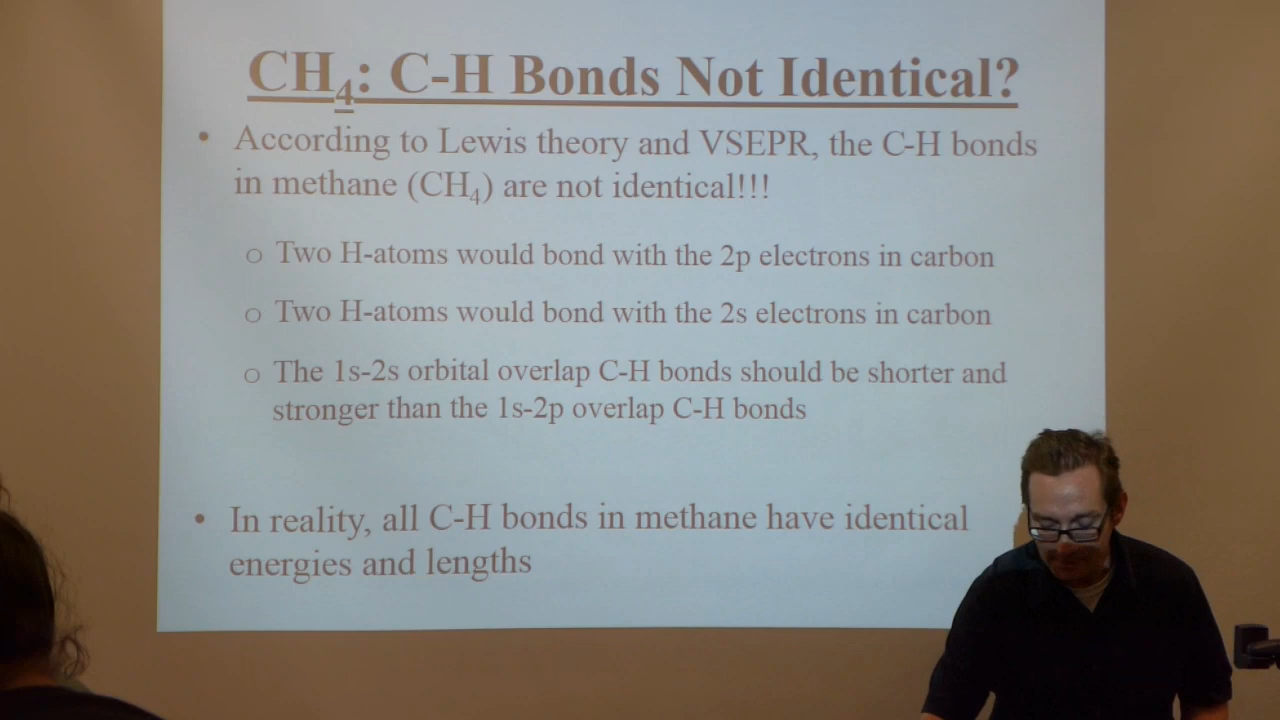 CH₄: C-H Bonds Not Identical?
• According to Lewis theory and VSEPR, the C-H bonds
in methane (CH₄) are not identical!!!
o Two H-atoms would bond with the 2p electrons in carbon
o Two H-atoms would bond with the 2s electrons in carbon
o The 1s-2s orbital overlap C-H bonds should be shorter and
stronger than the 1s-2p overlap C-H bonds
• In reality, all C-H bonds in methane have identical
energies and lengths